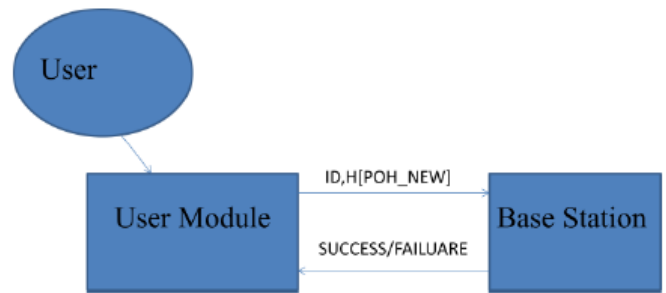 User
ID,H[POH_NEW]
User Module
Base Station
SUCCESS/FAILUARE